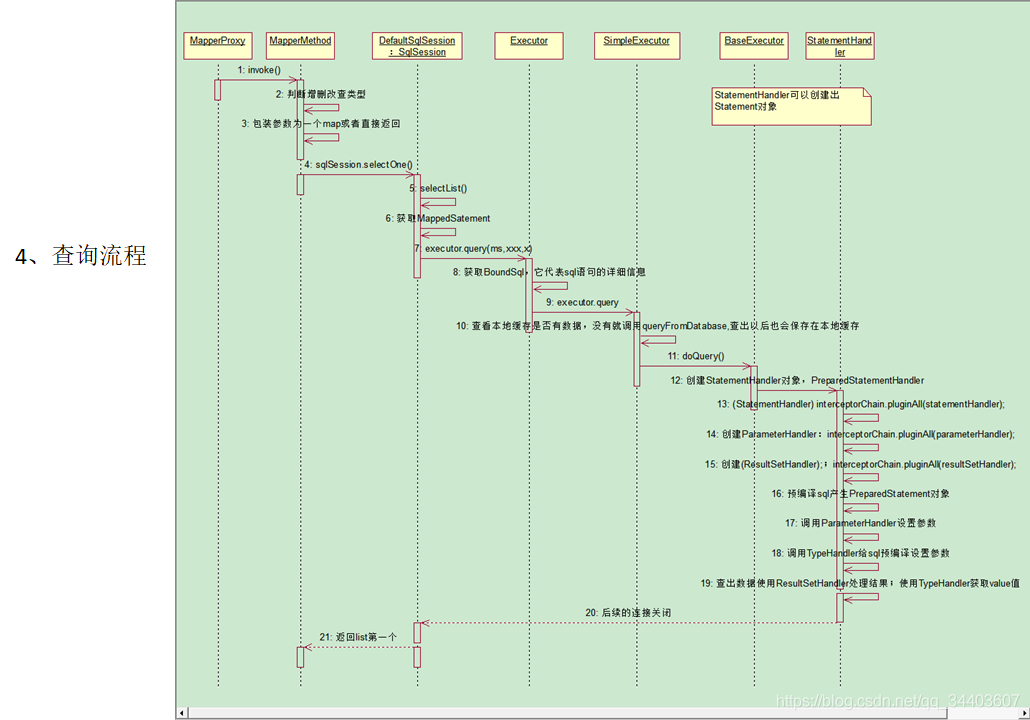 MapperProxy
MapperMethod
DefaultSqlSession
: SqlSession
Executor
SimpleExecutor
BaseExecutor
StatementHand
ler
1: invoke()
2: 判断增删改查类型
StatementHandler可以创建出
Statement对象
3: 包装参数为一个map或者直接返回
4: sqlSession.selectOne()
5: selectList()
6: 获取MappedSatement
7: executor.query(ms,xxx,x)
4、查询流程
8: 获取BoundSql，它代表sql语句的详细信息
9: executor.query
10: 查看本地缓存是否有数据，没有就调用queryFromDatabase,查出以后也会保存在本地缓存
11: doQuery()
12: 创建StatementHandler对象，PreparedStatementHandler
13: (StatementHandler) interceptorChain.pluginAll(statementHandler);
14: 创建ParameterHandler：interceptorChain.pluginAll(parameterHandler);
15: 创建(ResultSetHandler);；interceptorChain.pluginAll(resultSetHandler);
16: 预编译sql产生PreparedStatement对象
17: 调用ParameterHandler设置参数
18: 调用TypeHandler给sql预编译设置参数
19: 查出数据使用ResultSetHandler处理结果；使用TypeHandler获取value值
20: 后续的连接关闭
21: 返回list第一个
https://blog.csdn.net/qq_34403607